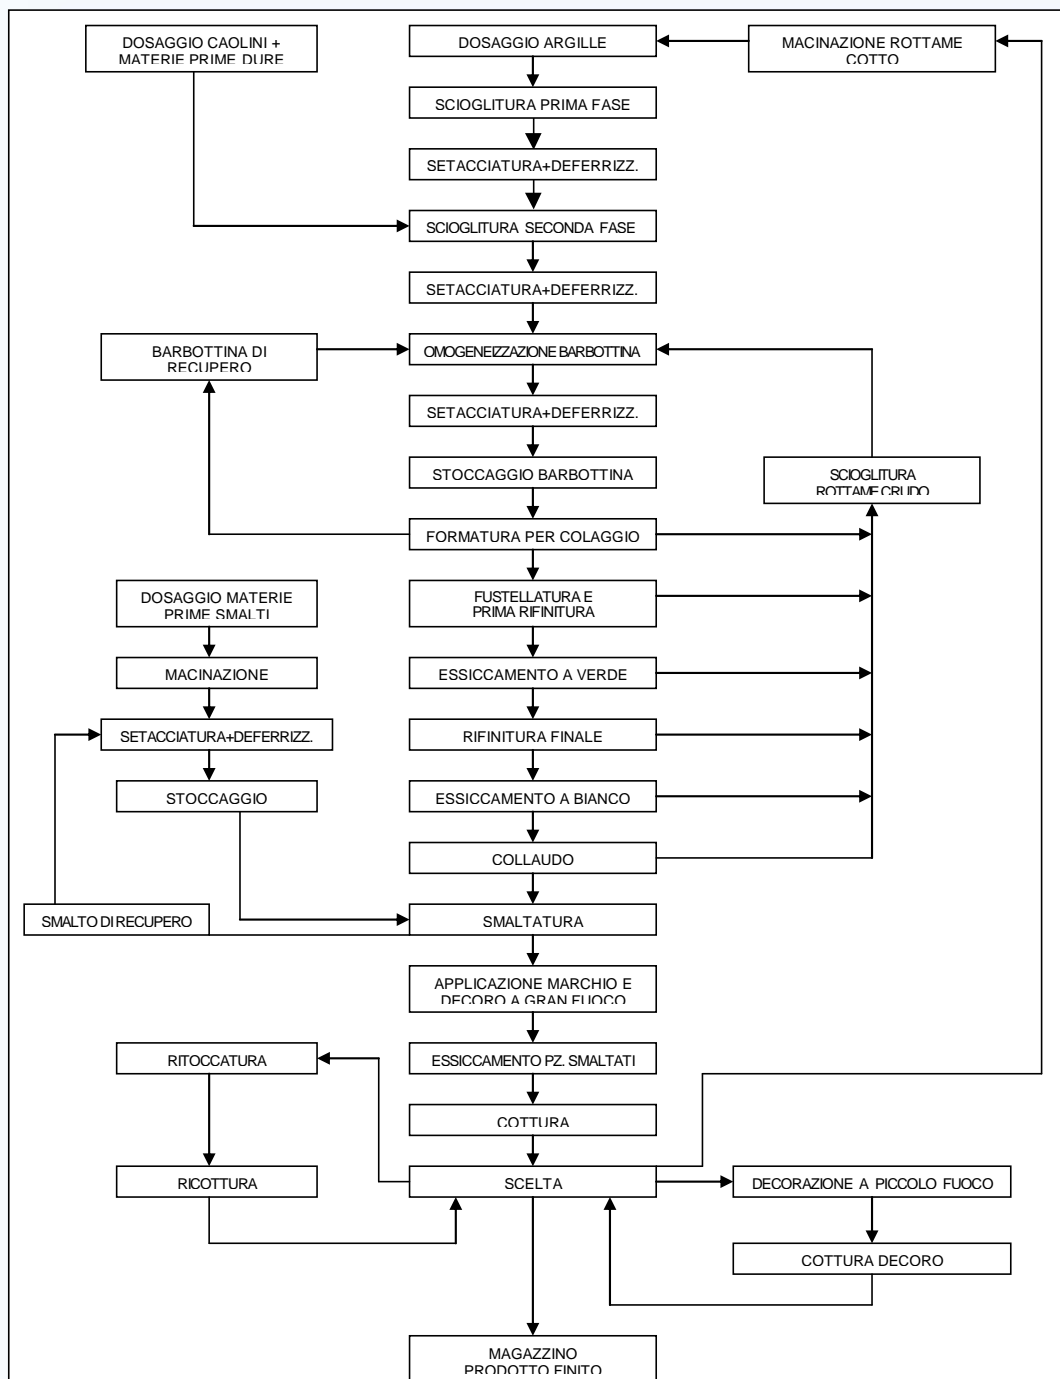 DOSAGGIO CAOLINI +
MATERIE PRIME DURE
DOSAGGIO ARGILLE
MACINAZIONE ROTTAME
COTTO
SCIOGLITURA PRIMA FASE
SETACCIATURA+DEFERRIZZ.
SCIOGLITURA SECONDA FASE
SETACCIATURA+DEFERRIZZ.
BARBOTTINA DI
RECUPERO
OMOGENEIZZAZIONE BARBOTTINA
SETACCIATURA+DEFERRIZZ.
STOCCAGGIO BARBOTTINA
SCIOGLITURA
ROTTAME CRUDO
FORMATURA PER COLAGGIO
DOSAGGIO MATERIE
PRIME SMALTI
FUSTELLATURA E
PRIMA RIFINITURA
MACINAZIONE
ESSICCAMENTO A VERDE
SETACCIATURA+DEFERRIZZ.
RIFINITURA FINALE
STOCCAGGIO
ESSICCAMENTO A BIANCO
COLLAUDO
SMALTO DI RECUPERO
SMALTATURA
APPLICAZIONE MARCHIO E
DECORO A GRAN FUOCO
RITOCCATURA
ESSICCAMENTO PZ. SMALTATI
COTTURA
RICOTTURA
SCELTA
DECORAZIONE A PICCOLO FUOCO
COTTURA DECORO
MAGAZZINO
PRODOTTO FINITO